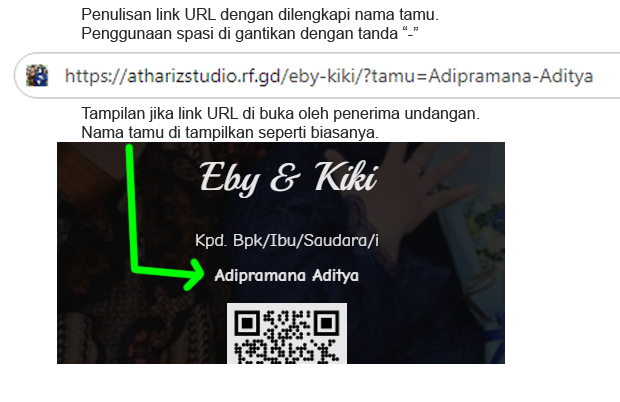 Penulisan link URL dengan dilengkapi nama tamu.
Penggunaan spasi di gantikan dengan tanda “-”
https://atharizstudio.rf.gd/eby-kiki/?tamu=Adipramana-Aditya
Tampilan jika link URL di buka oleh penerima undangan.
Nama tamu di tampilkan seperti biasanya.
Eby & Kiki
Kpd. Bpk/Ibu/Saudara/i
Adipramana Aditya